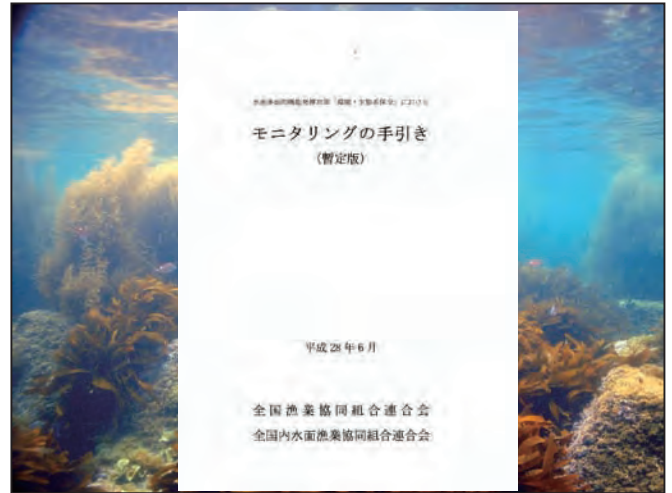 水産多面的機能発揮対策「環境・生態系保全」における
モニタリングの手引き
(暫定版)
平成 28 年 6 月
全国漁業協同組合連合会
全国内水面漁業協同組合連合会